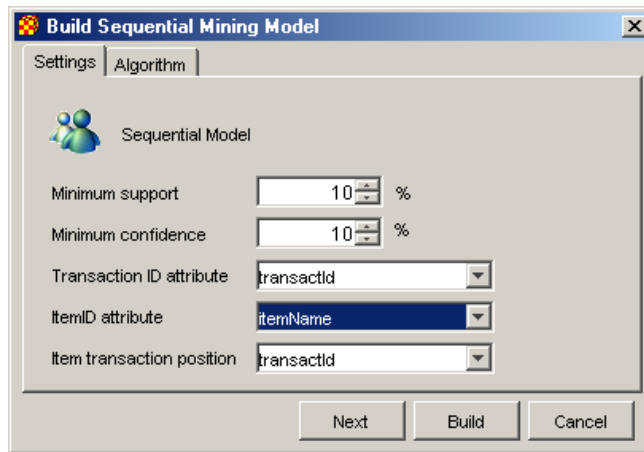 Build Sequential Mining Model
Settings Algorithm
Sequential Model
Minimum support 10 %
Minimum confidence 10 %
Transaction ID attribute transactId
ItemID attribute itemName
Item transaction position transactId
Next Build Cancel